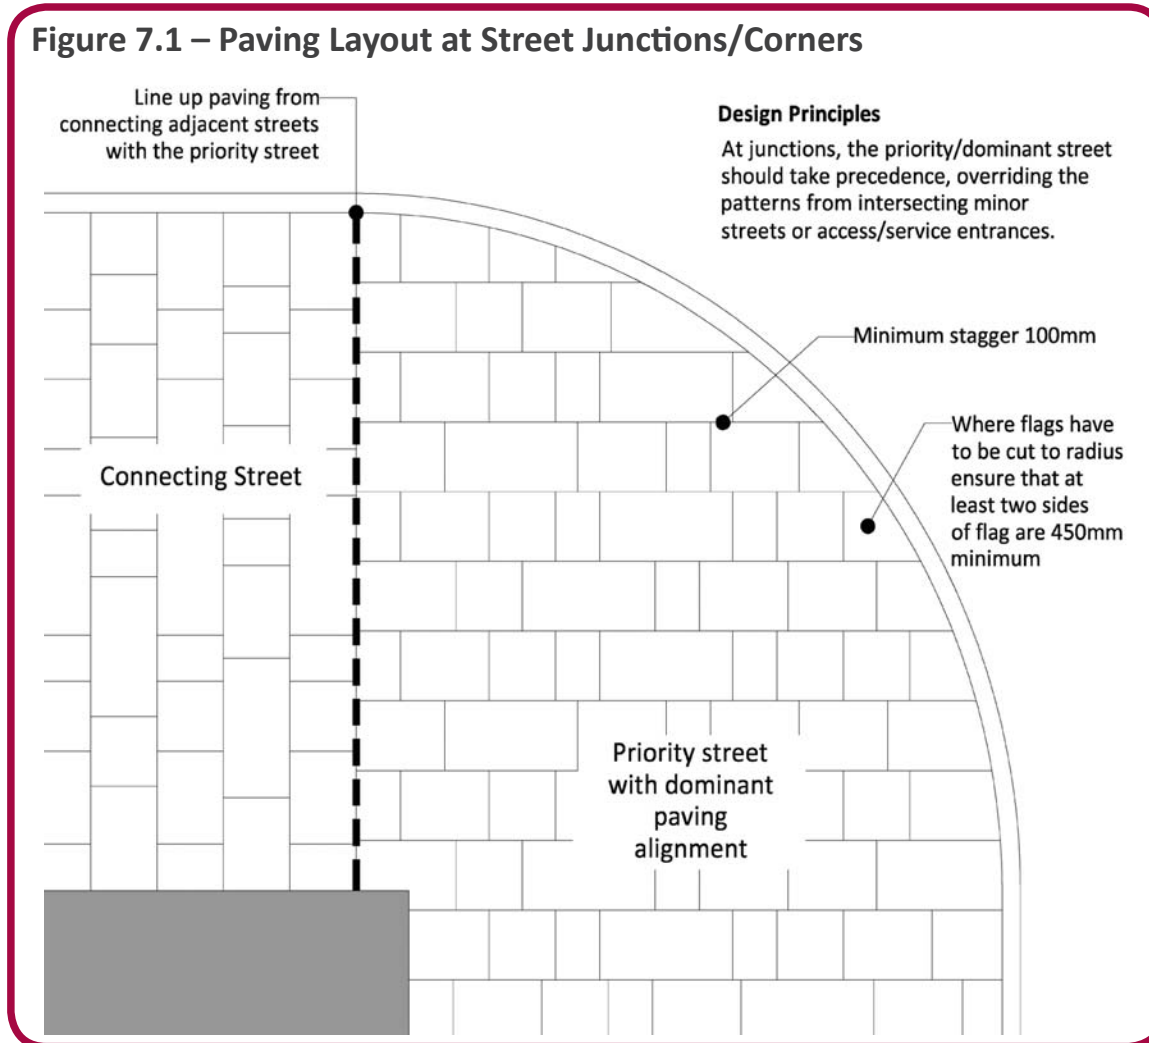 Figure 7.1 – Paving Layout at Street Junctions/Corners
Line up paving from
connecting adjacent streets
with the priority street
Design Principles
At junctions, the priority/dominant street
should take precedence, overriding the
patterns from intersecting minor
streets or access/service entrances.
Minimum stagger 100mm
Where flags have
to be cut to radius
ensure that at
least two sides
of flag are 450mm
minimum
Connecting Street
Priority street
with dominant
paving
alignment